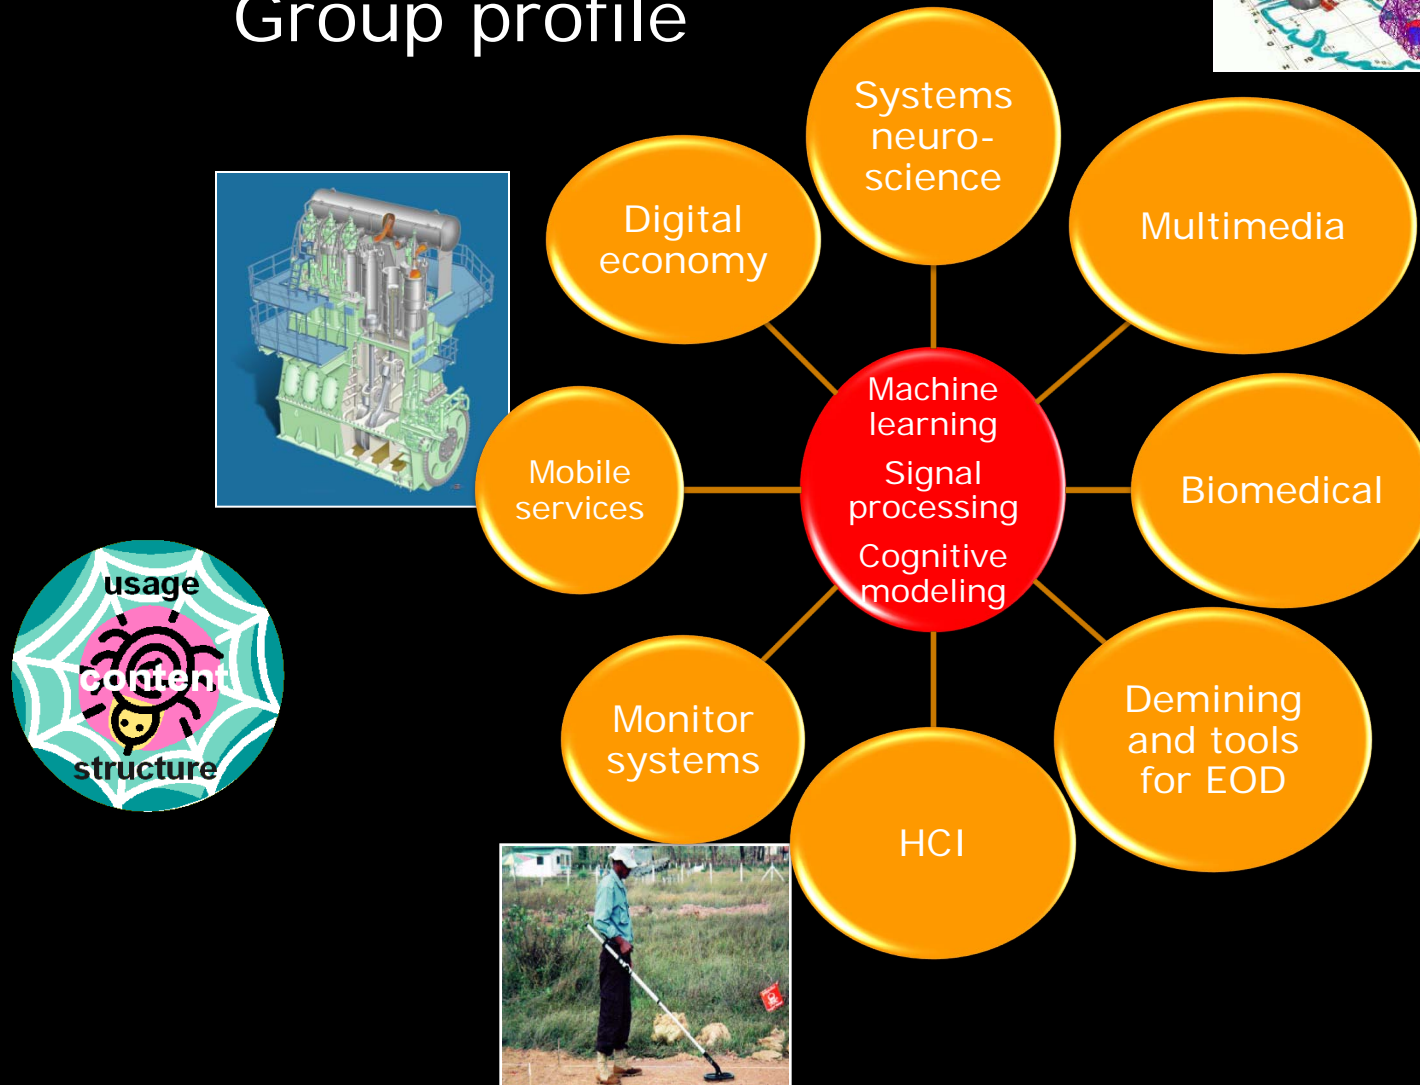 Group profile
Systems
neuro-
science
Digital
economy
Multimedia
Machine
learning
Signal
processing
Cognitive
modeling
Mobile
services
Biomedical
usage
content
structure
Monitor
systems
Demining
and tools
for EOD
HCI